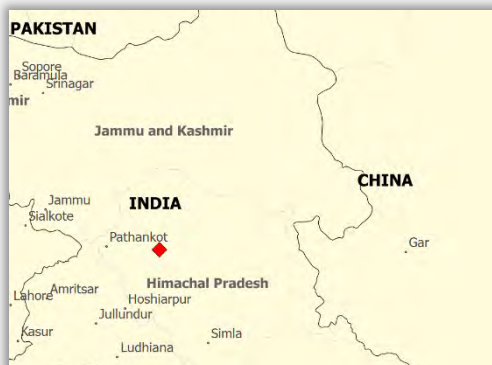 PAKISTAN
Sopore
Baramula
Srinagar
mir
Jammu and Kashmir
CHINA
Jammu
INDIA
Sialkote
Pathankot
Gar
Himachal Pradesh
Amritsar
Lahore
Hoshiarpur
Jullundur
Kasur
Simla
Ludhiana